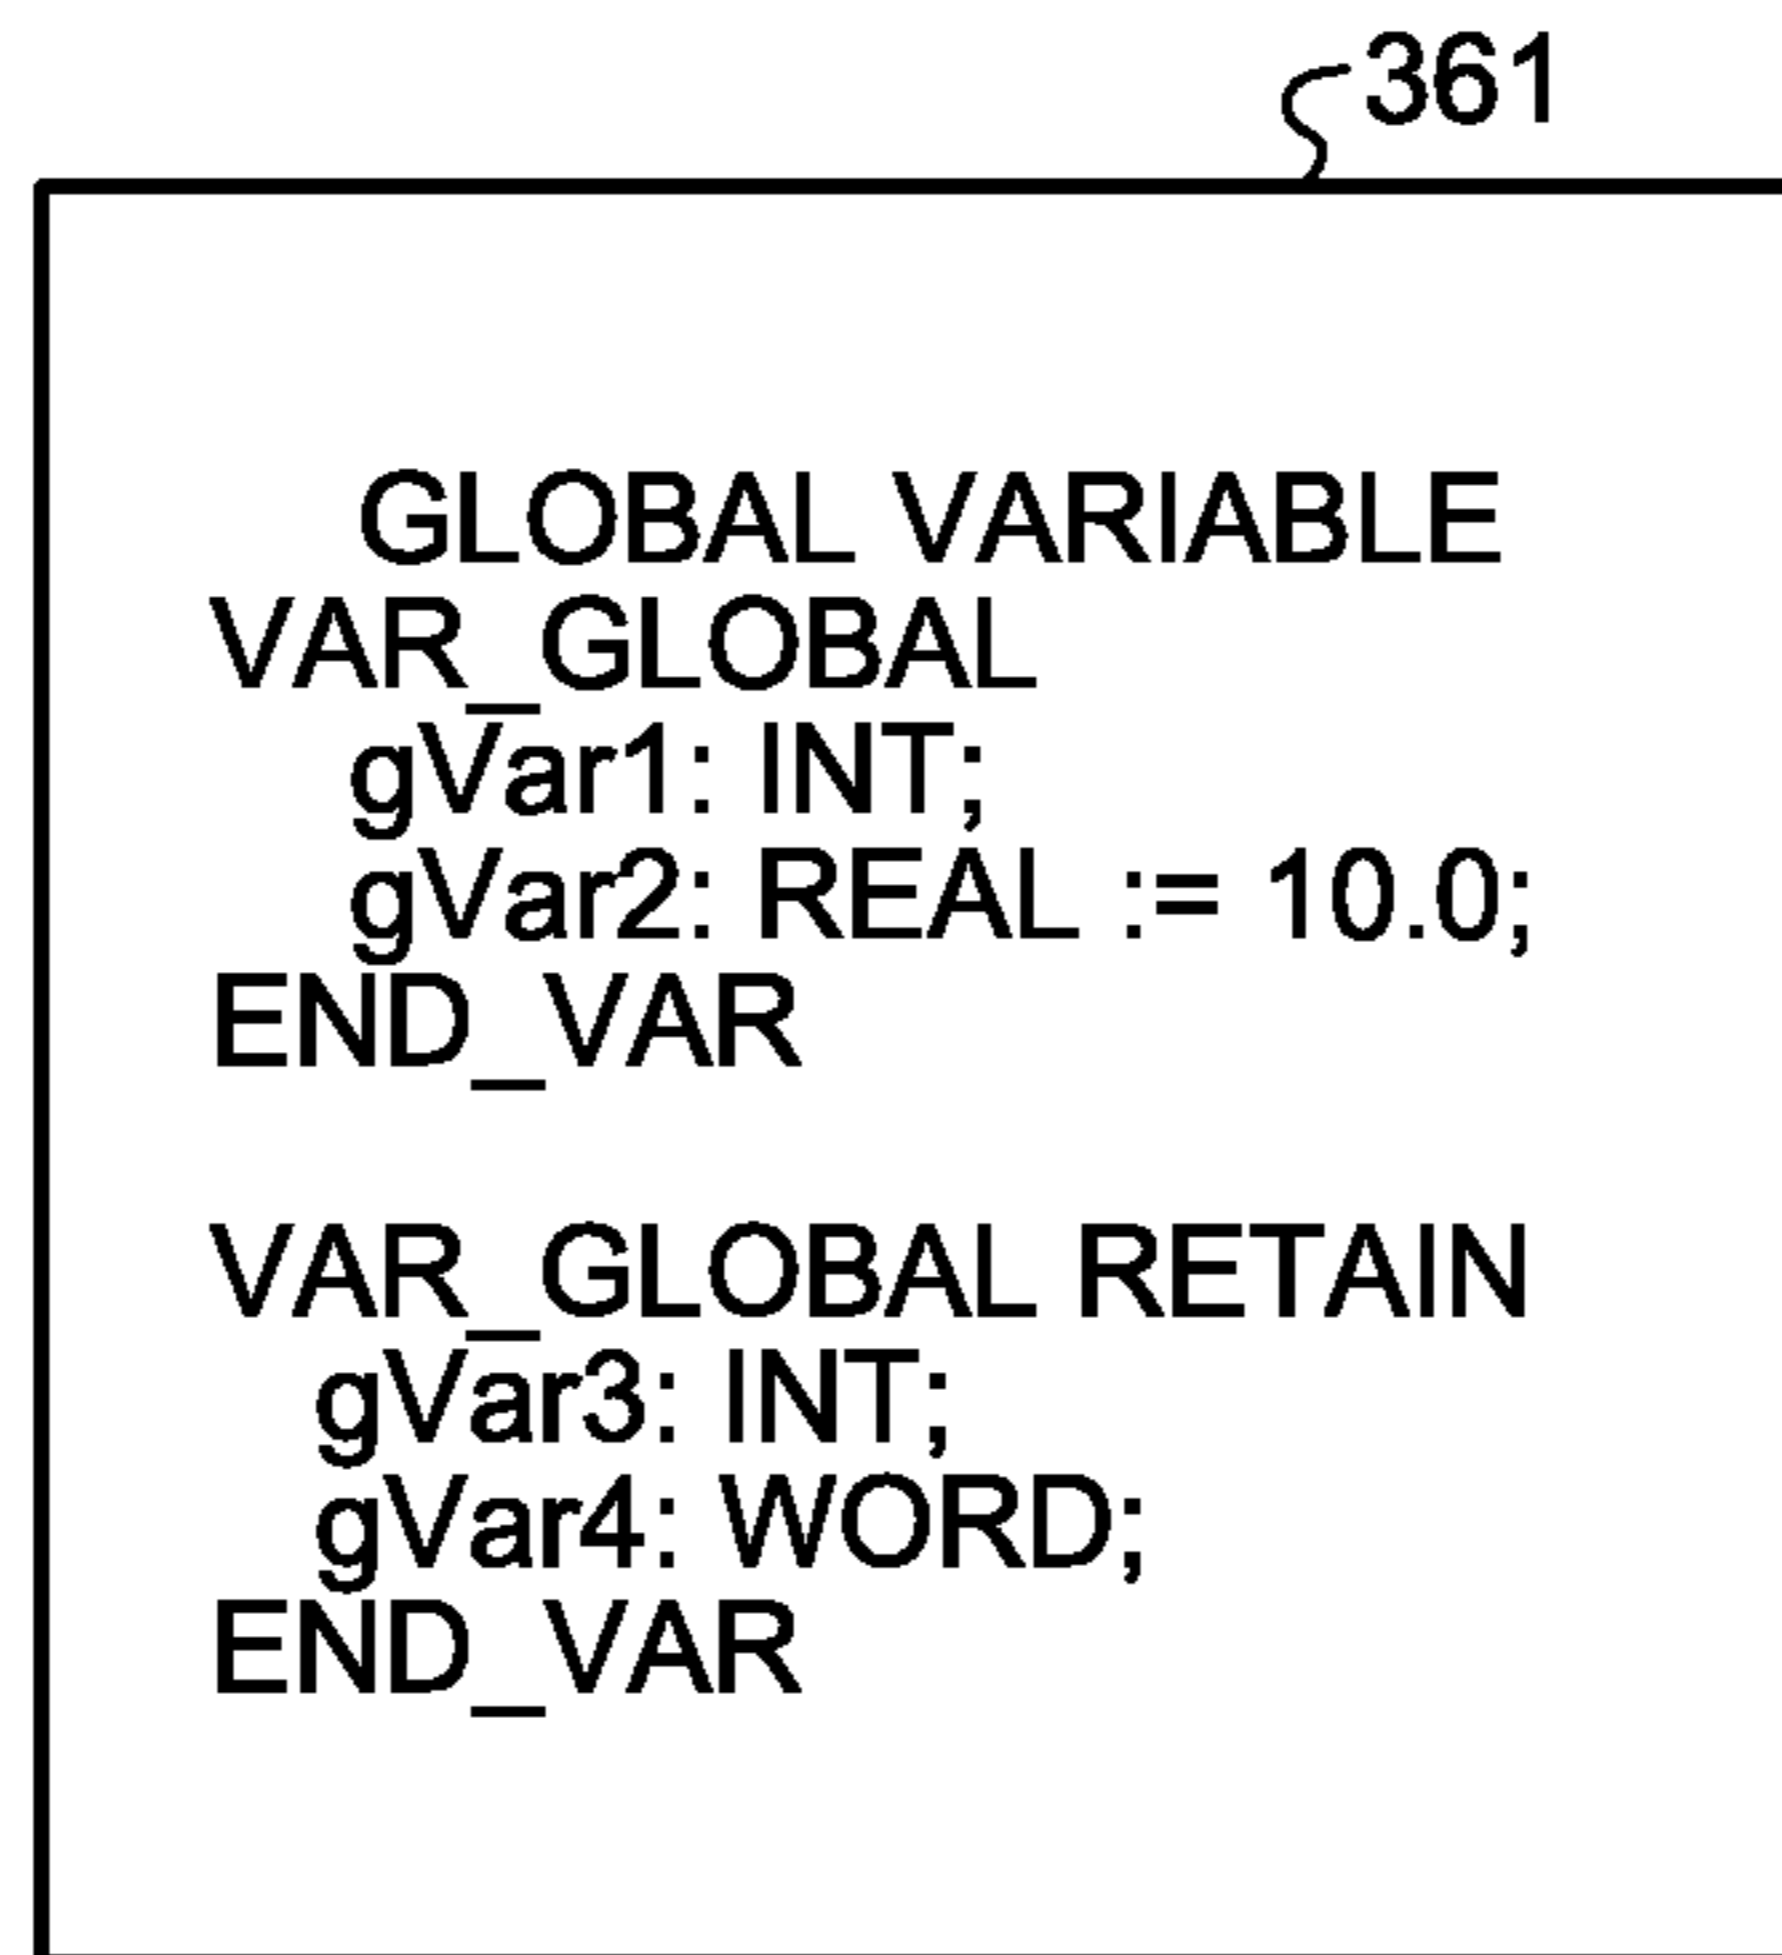 361
GLOBAL VARIABLE
VAR_GLOBAL
gVar1: INT;
gVar2: REAL := 10.0;
END_VAR
VAR_GLOBAL RETAIN
gVar3: INT;
gVar4: WORD;
END_VAR